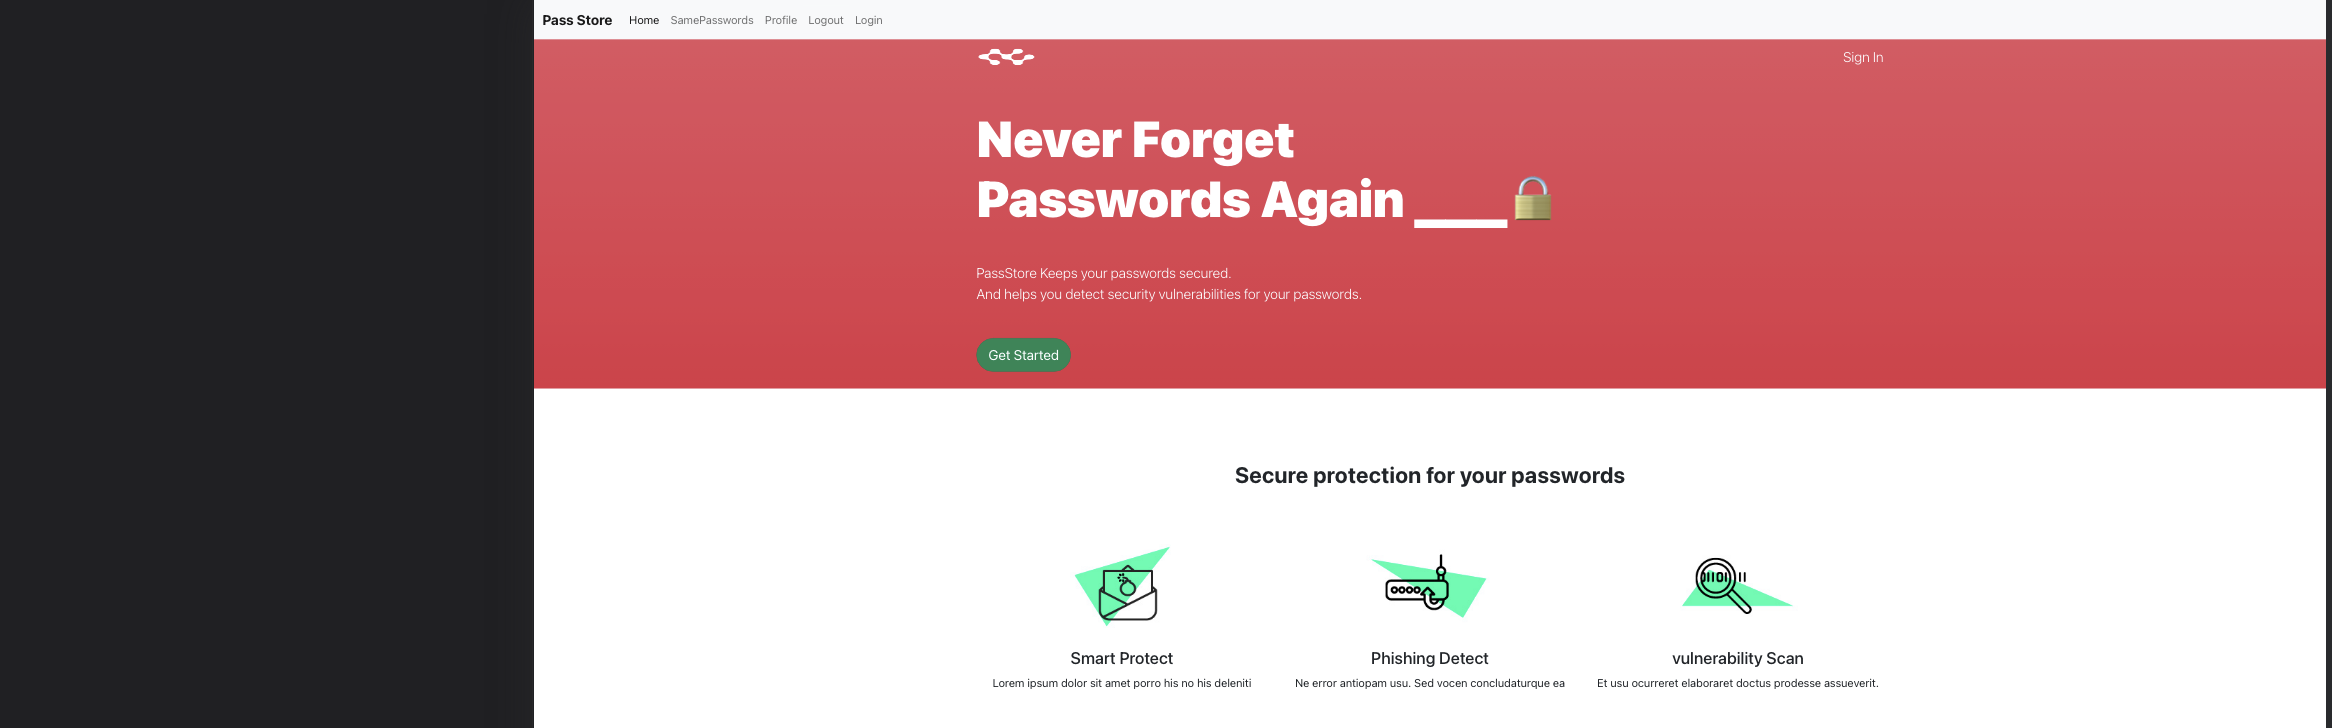 Pass Store Home SamePasswords Profile Logout Login
Sign In
Never Forget
Passwords Again ____🔒
PassStore Keeps your passwords secured.
And helps you detect security vulnerabilities for your passwords.
Get Started
Secure protection for your passwords
Smart Protect
Lorem ipsum dolor sit amet porro his no his deleniti
Phishing Detect
Ne error antiopam usu. Sed vocen concludaturque ea
vulnerability Scan
Et usu ocurreret elaboraret doctus prodesse assueverit.